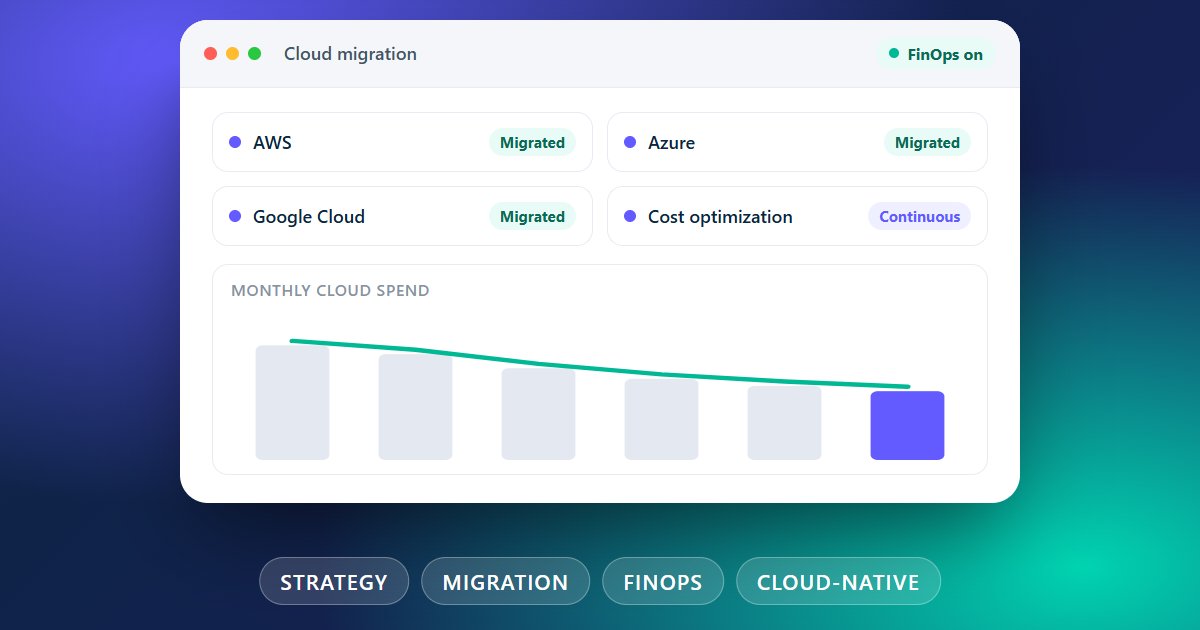 Cloud migration
FinOps on
AWS
Migrated
Azure
Migrated
Google Cloud
Migrated
Cost optimization
Continuous
MONTHLY CLOUD SPEND
STRATEGY
MIGRATION
FINOPS
CLOUD-NATIVE